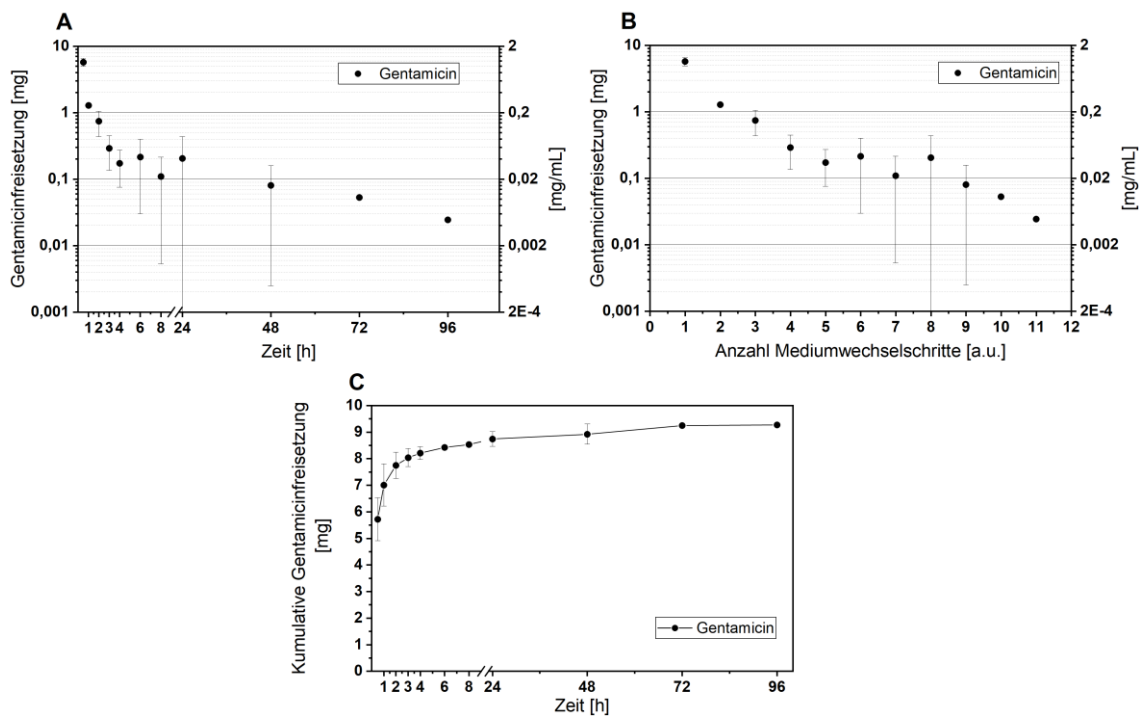 A
10
1
0,1
0,01
0,001
Gentamicinfreisetzung [mg]
Gentamicin
2
0,2
0,02
0,002
2E-4
[mg/mL]
1 2 3 4 6 8 24 48 72 96
Zeit [h]
B
10
1
0,1
0,01
0,001
Gentamicinfreisetzung [mg]
Gentamicin
2
0,2
0,02
0,002
2E-4
[mg/mL]
0 1 2 3 4 5 6 7 8 9 10 11 12
Anzahl Mediumwechselschritte [a.u.]
C
10
9
8
7
6
5
4
3
2
1
0
Kumulative Gentamicinfreisetzung
[mg]
Gentamicin
1 2 3 4 6 8 24 48 72 96
Zeit [h]